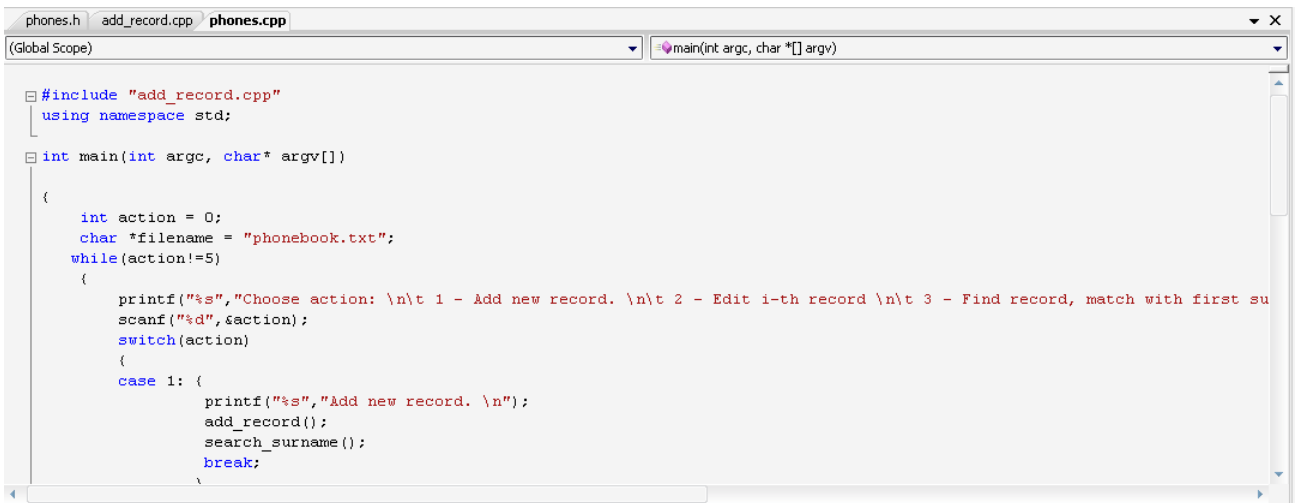 phones.h add_record.cpp phones.cpp
(Global Scope) main(int argc, char *[] argv)
#include "add_record.cpp"
using namespace std;
int main(int argc, char* argv[])
{
int action = 0;
char *filename = "phonebook.txt";
while(action!=5)
{
printf("%s","Choose action: \n\t 1 - Add new record. \n\t 2 - Edit i-th record \n\t 3 - Find record, match with first su
scanf("%d",&action);
switch(action)
{
case 1: {
printf("%s","Add new record. \n");
add_record();
search_surname();
break;